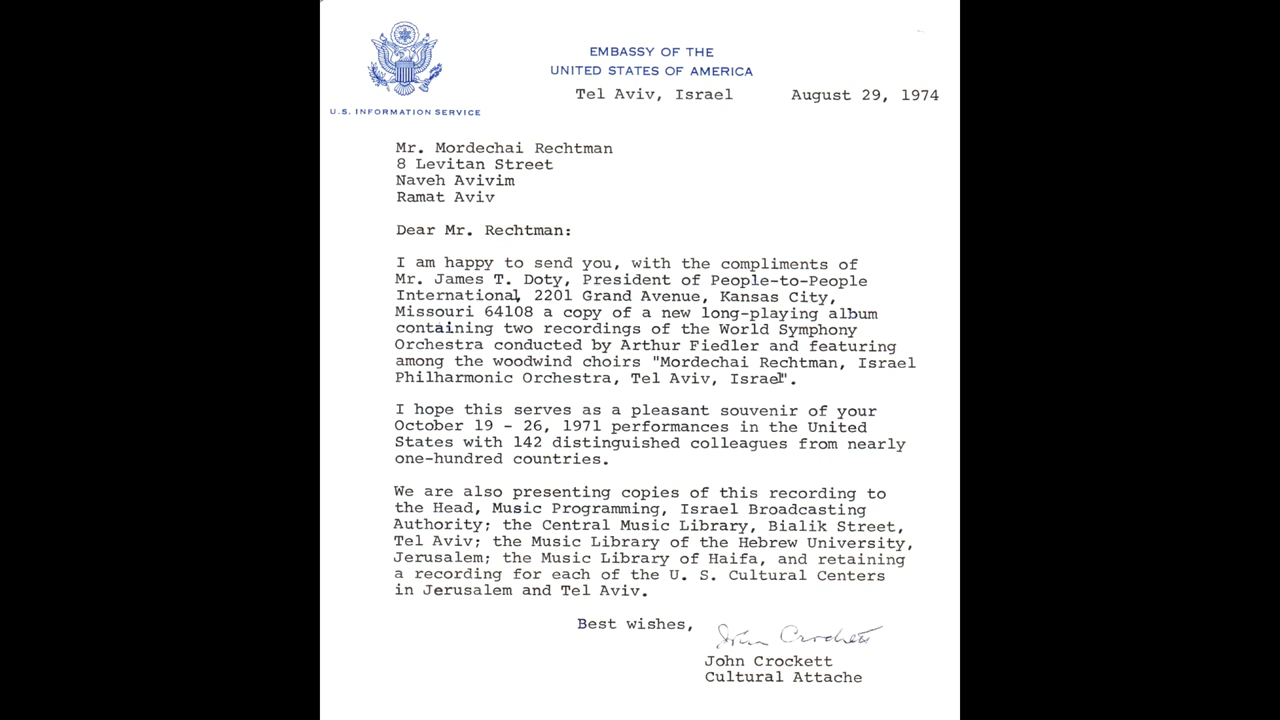 EMBASSY OF THE
UNITED STATES OF AMERICA
Tel Aviv, Israel August 29, 1974
U.S. INFORMATION SERVICE
Mr. Mordechai Rechtman
8 Levitan Street
Naveh Avivim
Ramat Aviv
Dear Mr. Rechtman:
I am happy to send you, with the compliments of
Mr. James T. Doty, President of People-to-People
International, 2201 Grand Avenue, Kansas City,
Missouri 64108 a copy of a new long-playing album
containing two recordings of the World Symphony
Orchestra conducted by Arthur Fiedler and featuring
among the woodwind choirs "Mordechai Rechtman, Israel
Philharmonic Orchestra, Tel Aviv, Israel".
I hope this serves as a pleasant souvenir of your
October 19 - 26, 1971 performances in the United
States with 142 distinguished colleagues from nearly
one-hundred countries.
We are also presenting copies of this recording to
the Head, Music Programming, Israel Broadcasting
Authority; the Central Music Library, Bialik Street,
Tel Aviv; the Music Library of the Hebrew University,
Jerusalem; the Music Library of Haifa, and retaining
a recording for each of the U. S. Cultural Centers
in Jerusalem and Tel Aviv.
Best wishes,
John Crockett
John Crockett
Cultural Attache